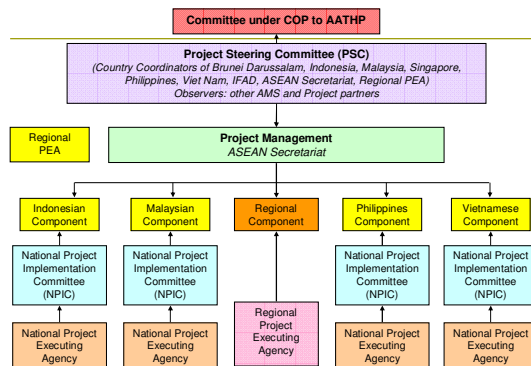 Committee under COP to AATHP
Project Steering Committee (PSC)
(Country Coordinators of Brunei Darussalam, Indonesia, Malaysia, Singapore,
Philippines, Viet Nam, IFAD, ASEAN Secretariat, Regional PEA)
Observers: other AMS and Project partners
Regional
PEA
Project Management
ASEAN Secretariat
Indonesian
Component
Malaysian
Component
Regional
Component
Philippines
Component
Vietnamese
Component
National Project
Implementation
Committee
(NPIC)
National Project
Implementation
Committee
(NPIC)
National Project
Implementation
Committee
(NPIC)
National Project
Implementation
Committee
(NPIC)
National Project
Executing
Agency
National Project
Executing
Agency
Regional
Project
Executing
Agency
National Project
Executing
Agency
National Project
Executing
Agency